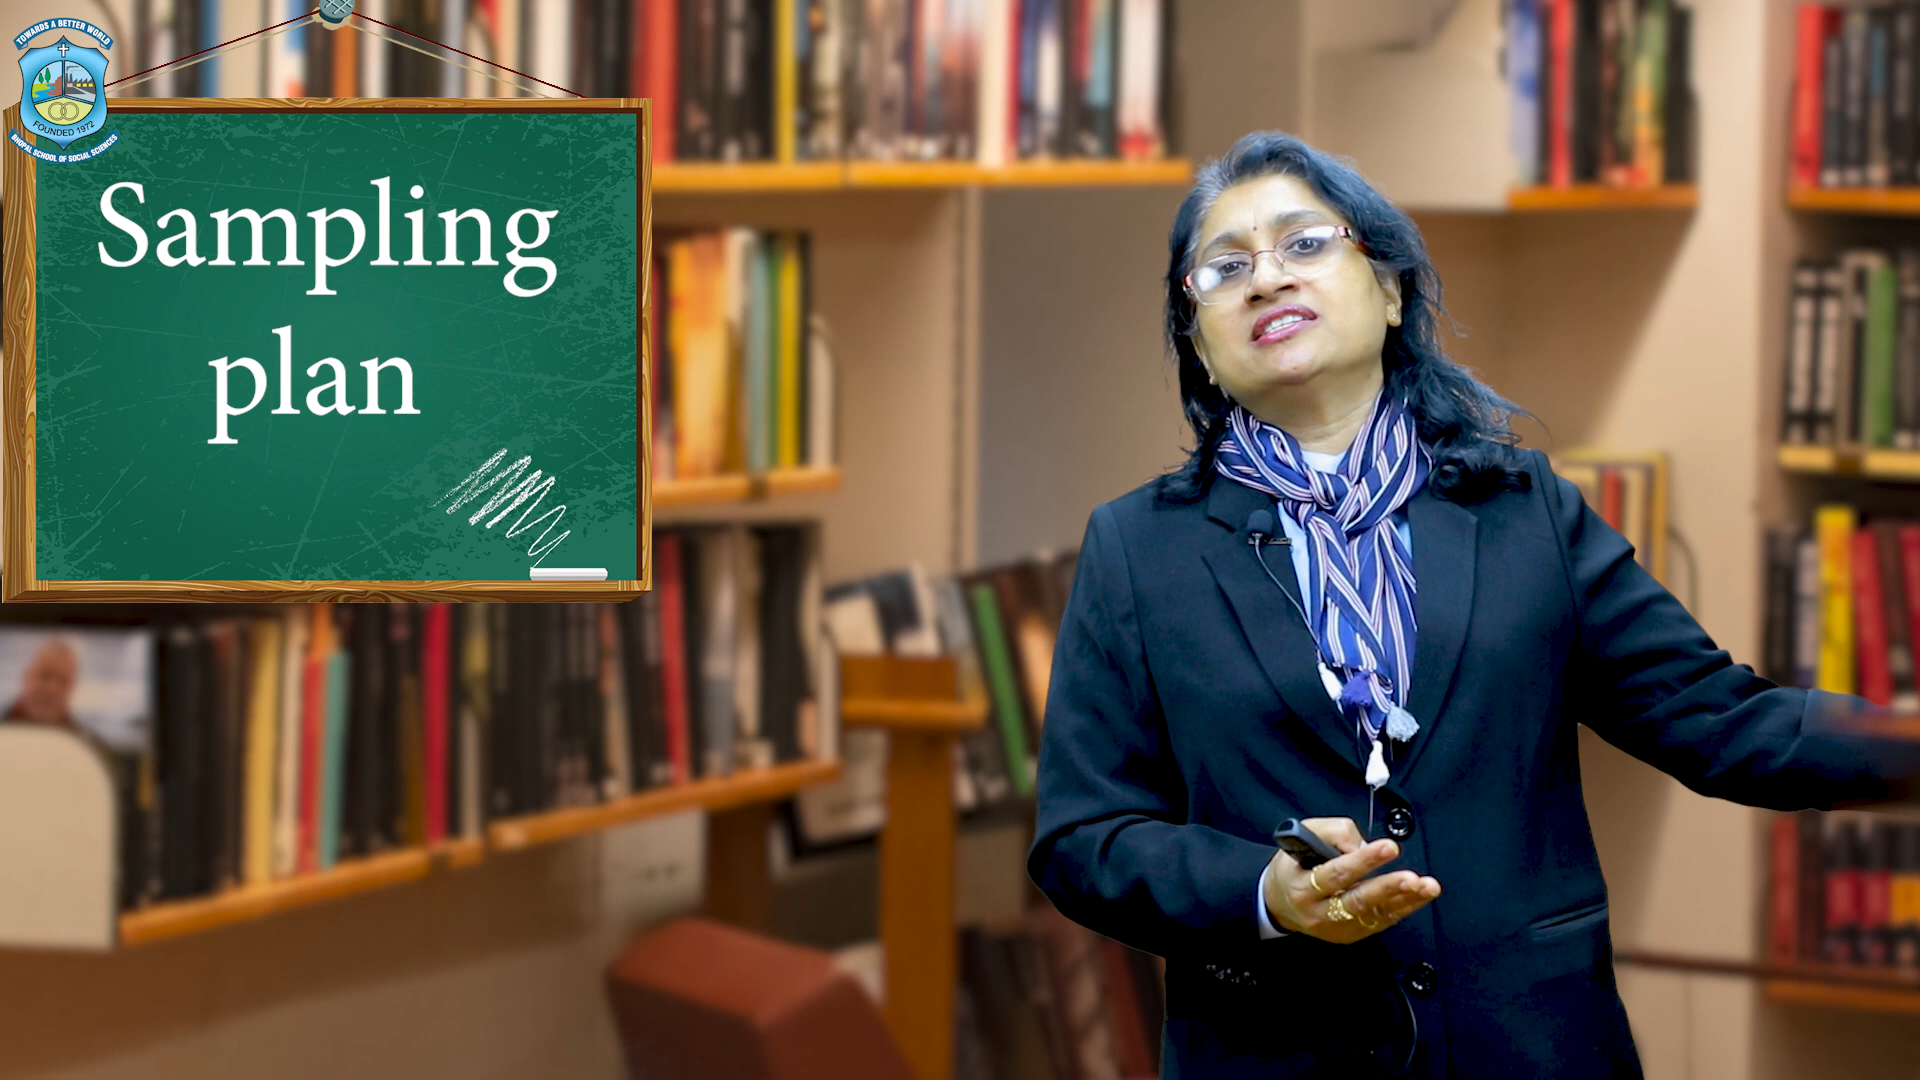 TOWARDS A BETTER WORLD
FOUNDED 1972
BHOPAL SCHOOL OF SOCIAL SCIENCES
Sampling
plan